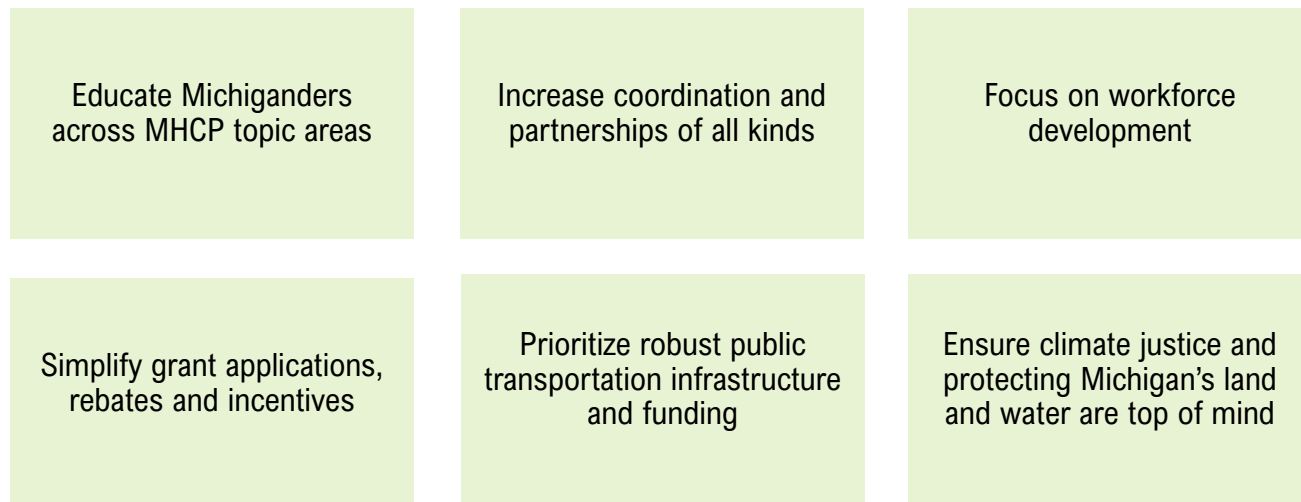 Educate Michiganders
across MHCP topic areas
Increase coordination and
partnerships of all kinds
Focus on workforce
development
Simplify grant applications,
rebates and incentives
Prioritize robust public
transportation infrastructure
and funding
Ensure climate justice and
protecting Michigan’s land
and water are top of mind